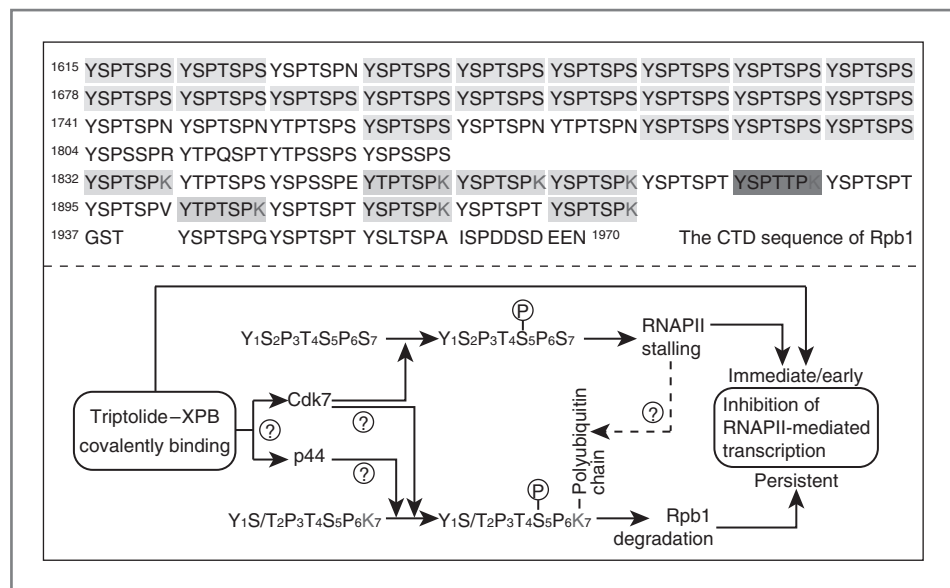 1615 YSPTSPS YSPTSPS YSPTSPN YSPTSPS YSPTSPS YSPTSPS YSPTSPS YSPTSPS YSPTSPS
1678 YSPTSPS YSPTSPS YSPTSPS YSPTSPS YSPTSPS YSPTSPS YSPTSPS YSPTSPS YSPTSPS
1741 YSPTSPN YSPTSPN YTPTSPS YSPTSPS YSPTSPN YTPTSPN YSPTSPS YSPTSPS YSPTSPS
1804 YSPSSPR YTPQSPT YTPSSPS YSPSSPS
1832 YSPTSPK YTPTSPS YSPSSPE YTPTSPK YSPTSPK YSPTSPK YSPTSPT YSPTTPK YSPTSPT
1895 YSPTSPV YTPTSPK YSPTSPT YSPTSPK YSPTSPT YSPTSPK
1937 GST YSPTSPG YSPTSPT YSLTSPA ISPDDSD EEN 1970 The CTD sequence of Rpb1
P
Y1S2P3T4S5P6S7 Y1S2P3T4S5P6S7 RNAPII
stalling
Immediate/early
Triptolide–XPB
covalently binding
?
Cdk7
?
p44
?
?
Polyubiquitin
chain
Inhibition of
RNAPII-mediated
transcription
Persistent
P
Y1S/T2P3T4S5P6K7 Y1S/T2P3T4S5P6K7 Rpb1
degradation